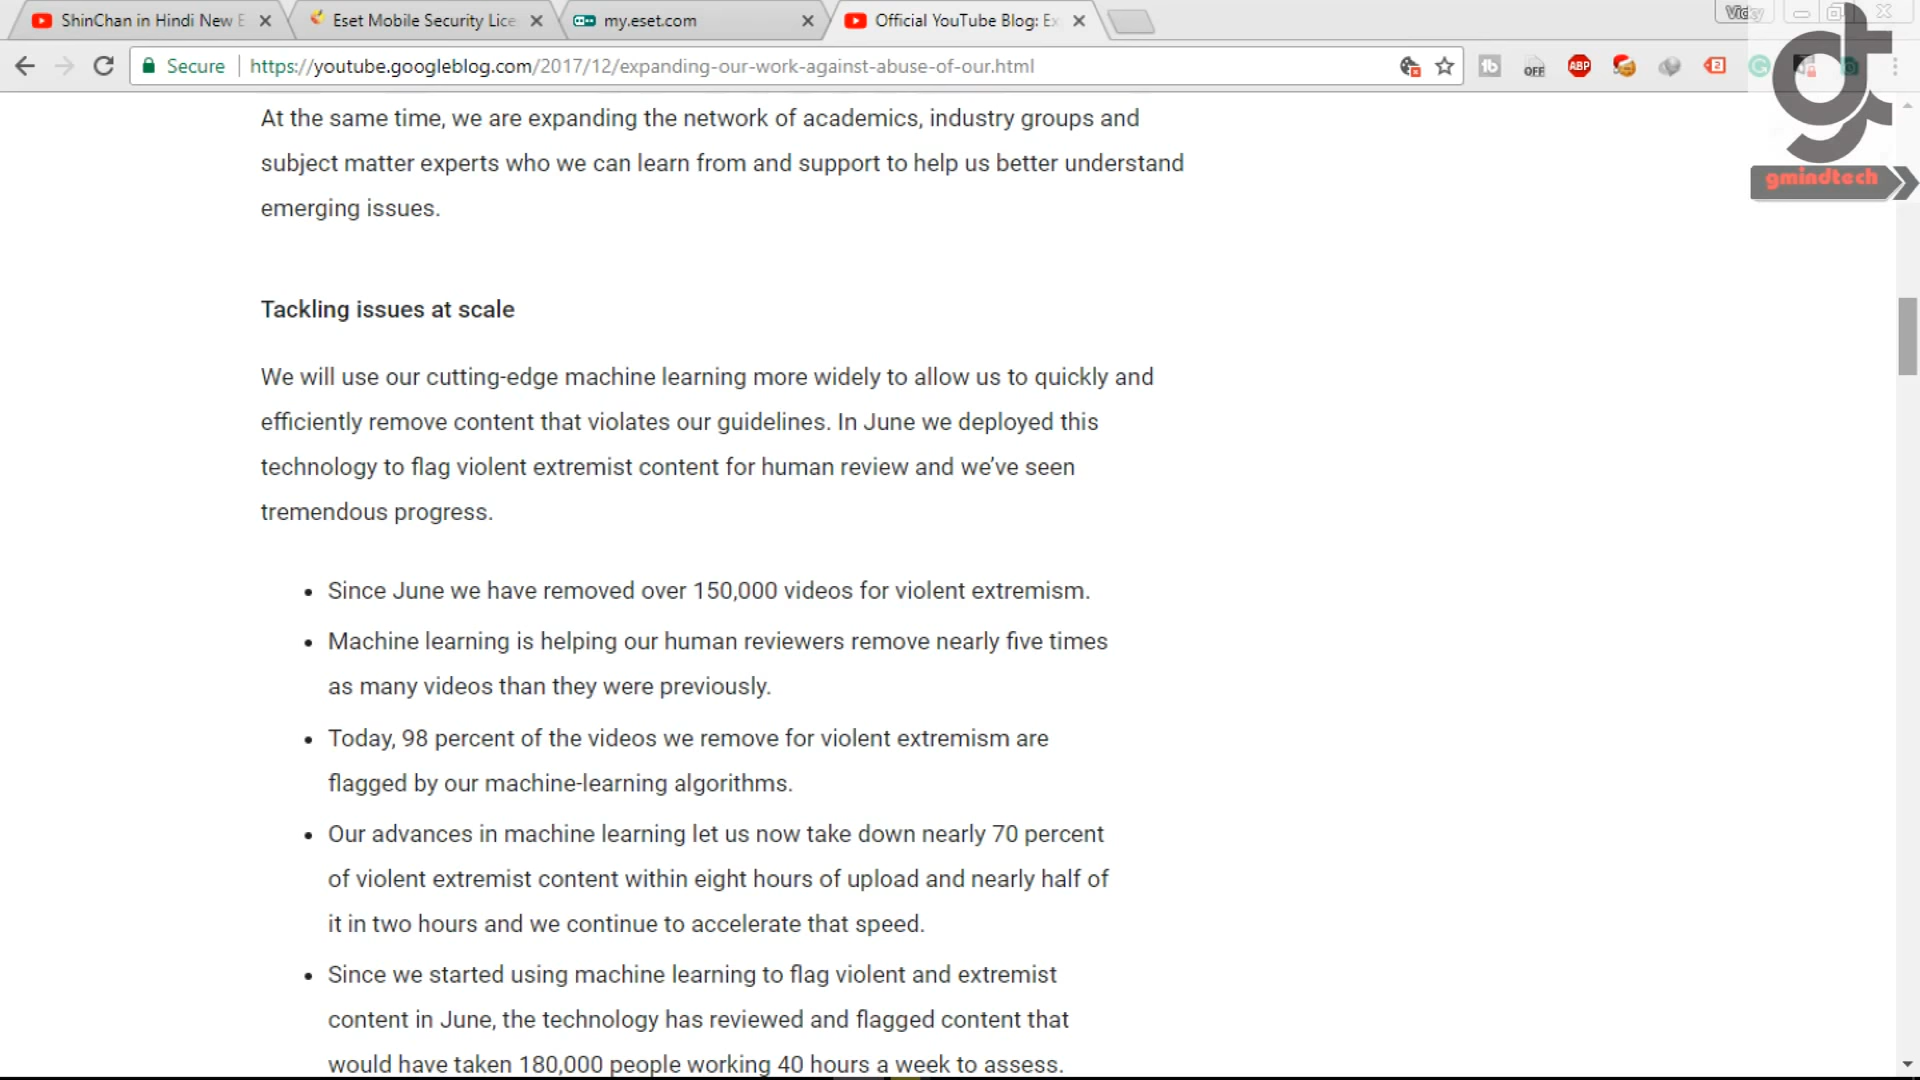 ShinChan in Hindi New E
Eset Mobile Security Lice
my.eset.com
Official YouTube Blog: Ex
Vicky
Secure
https://youtube.googleblog.com/2017/12/expanding-our-work-against-abuse-of-our.html
OFF
ABP
2
gt
gmindtech
At the same time, we are expanding the network of academics, industry groups and
subject matter experts who we can learn from and support to help us better understand
emerging issues.
Tackling issues at scale
We will use our cutting-edge machine learning more widely to allow us to quickly and
efficiently remove content that violates our guidelines. In June we deployed this
technology to flag violent extremist content for human review and we’ve seen
tremendous progress.
• Since June we have removed over 150,000 videos for violent extremism.
• Machine learning is helping our human reviewers remove nearly five times
as many videos than they were previously.
• Today, 98 percent of the videos we remove for violent extremism are
flagged by our machine-learning algorithms.
• Our advances in machine learning let us now take down nearly 70 percent
of violent extremist content within eight hours of upload and nearly half of
it in two hours and we continue to accelerate that speed.
• Since we started using machine learning to flag violent and extremist
content in June, the technology has reviewed and flagged content that
would have taken 180,000 people working 40 hours a week to assess.